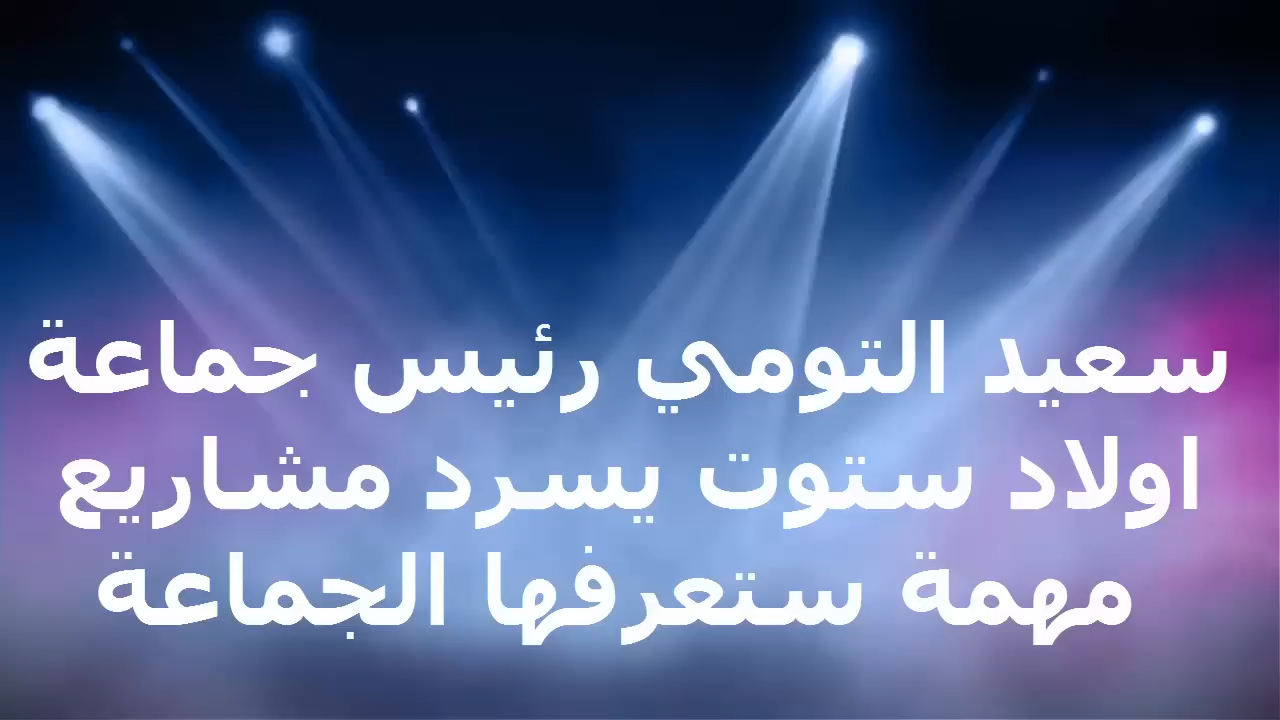 سعيد التومي رئيس جماعة
اولاد ستوت يسرد مشاريع
مهمة ستعرفها الجماعة